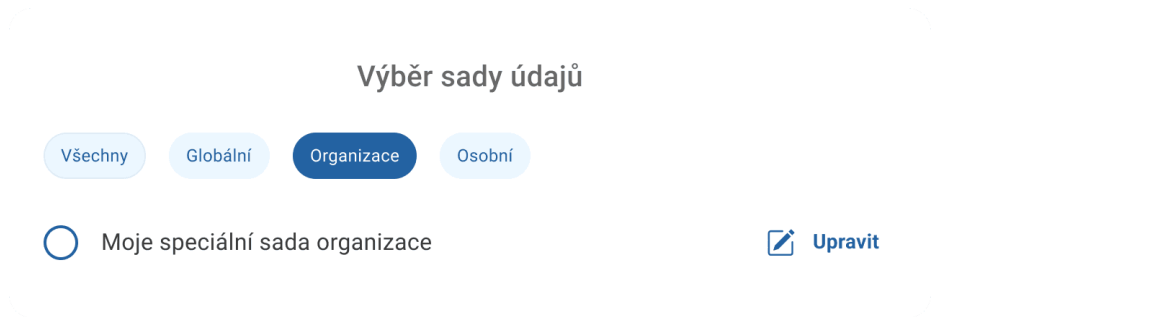 Výběr sady údajů
Všechny Globální Organizace Osobní
Moje speciální sada organizace Upravit